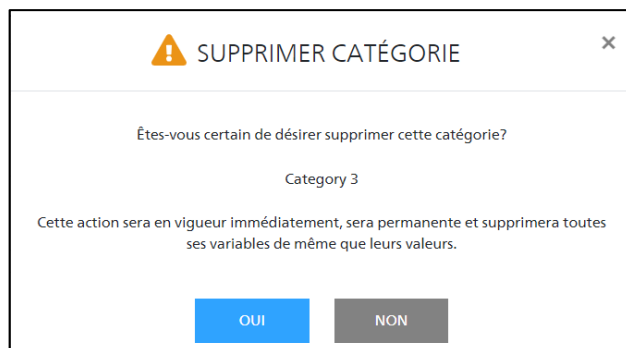 SUPPRIMER CATÉGORIE
×
Êtes-vous certain de désirer supprimer cette catégorie?
Category 3
Cette action sera en vigueur immédiatement, sera permanente et supprimera toutes
ses variables de même que leurs valeurs.
OUI
NON